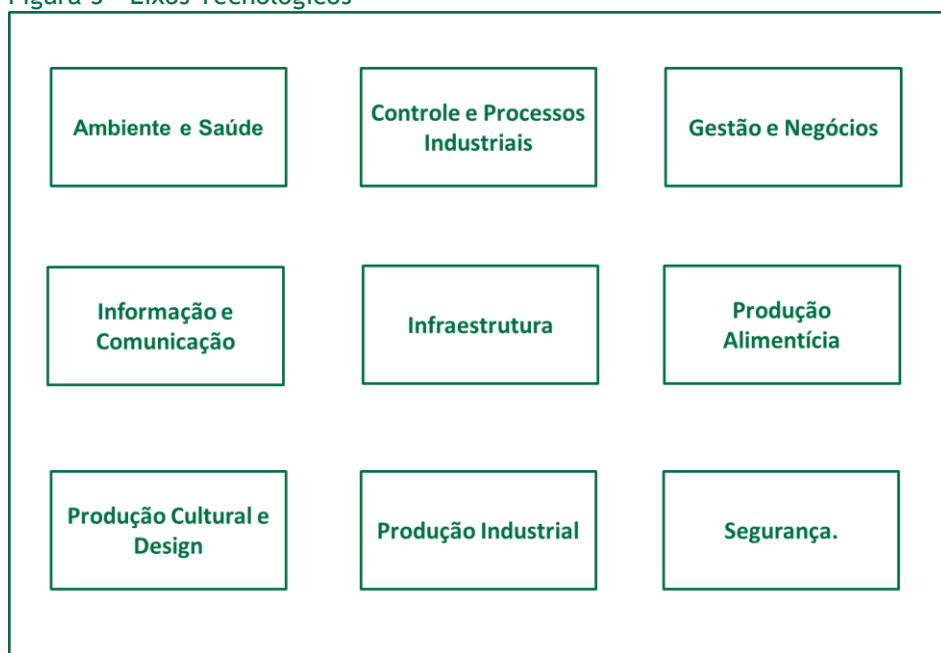 Figura 3 - Eixos Tecnológicos
Ambiente e Saúde
Controle e Processos
Industriais
Gestão e Negócios
Informação e
Comunicação
Infraestrutura
Produção
Alimentícia
Produção Cultural e
Design
Produção Industrial
Segurança.